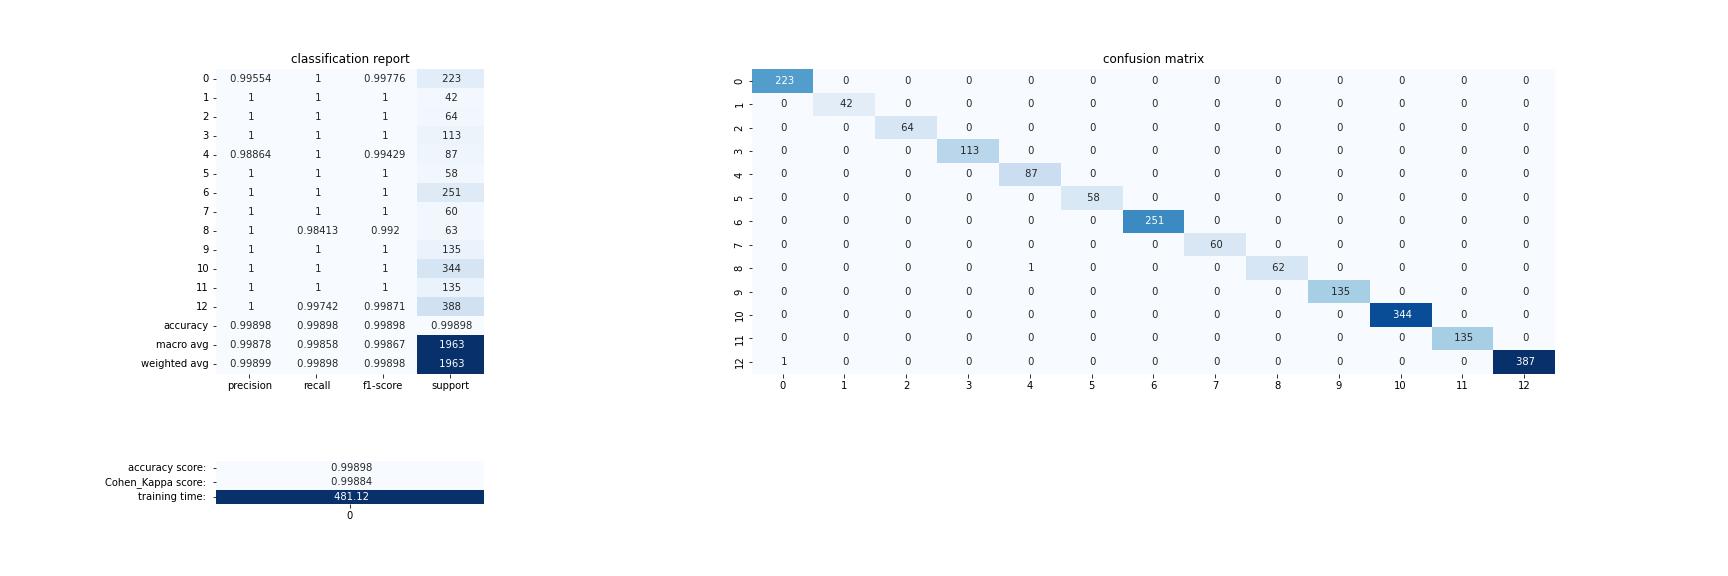 classification report
0 0.99554 1 0.99776 223
1 1 1 1 42
2 1 1 1 64
3 1 1 1 113
4 0.98864 1 0.99429 87
5 1 1 1 58
6 1 1 1 251
7 1 1 1 60
8 1 0.98413 0.992 63
9 1 1 1 135
10 1 1 1 344
11 1 1 1 135
12 1 0.99742 0.99871 388
accuracy 0.99898 0.99898 0.99898 0.99898
macro avg 0.99878 0.99858 0.99867 1963
weighted avg 0.99899 0.99898 0.99898 1963
precision recall f1-score support
confusion matrix
0 223 0 0 0 0 0 0 0 0 0 0 0 0
1 0 42 0 0 0 0 0 0 0 0 0 0 0
2 0 0 64 0 0 0 0 0 0 0 0 0 0
3 0 0 0 113 0 0 0 0 0 0 0 0 0
4 0 0 0 0 87 0 0 0 0 0 0 0 0
5 0 0 0 0 0 58 0 0 0 0 0 0 0
6 0 0 0 0 0 0 251 0 0 0 0 0 0
7 0 0 0 0 0 0 0 60 0 0 0 0 0
8 0 0 0 0 1 0 0 0 62 0 0 0 0
9 0 0 0 0 0 0 0 0 0 135 0 0 0
10 0 0 0 0 0 0 0 0 0 0 344 0 0
11 0 0 0 0 0 0 0 0 0 0 0 135 0
12 1 0 0 0 0 0 0 0 0 0 0 0 387
0 1 2 3 4 5 6 7 8 9 10 11 12
accuracy score: 0.99898
Cohen_Kappa score: 0.99884
training time: 481.12
0